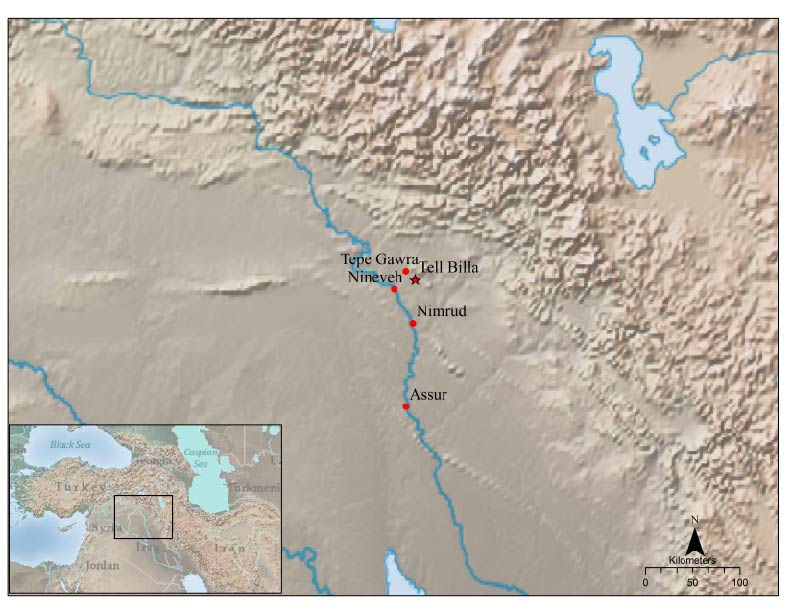 Tepe Gawra
Tell Billa
Nineveh
Nimrud
Assur
Black Sea
Caspian
Sea
Georgia
Turkey
Turkmeni
Syria
Iraq
Iran
Jordan
N
Kilometers
0 50 100